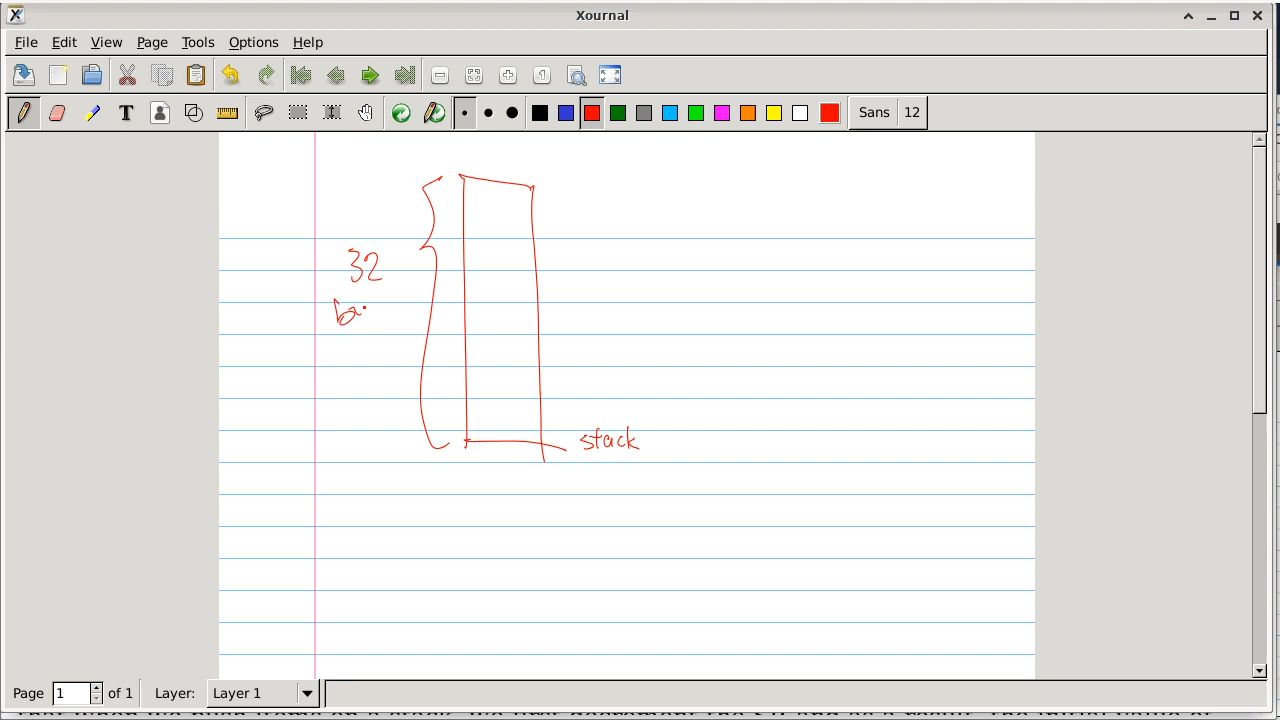 Xournal
File Edit View Page Tools Options Help
Sans 12
32
stack
Page 1 of 1 Layer: Layer 1